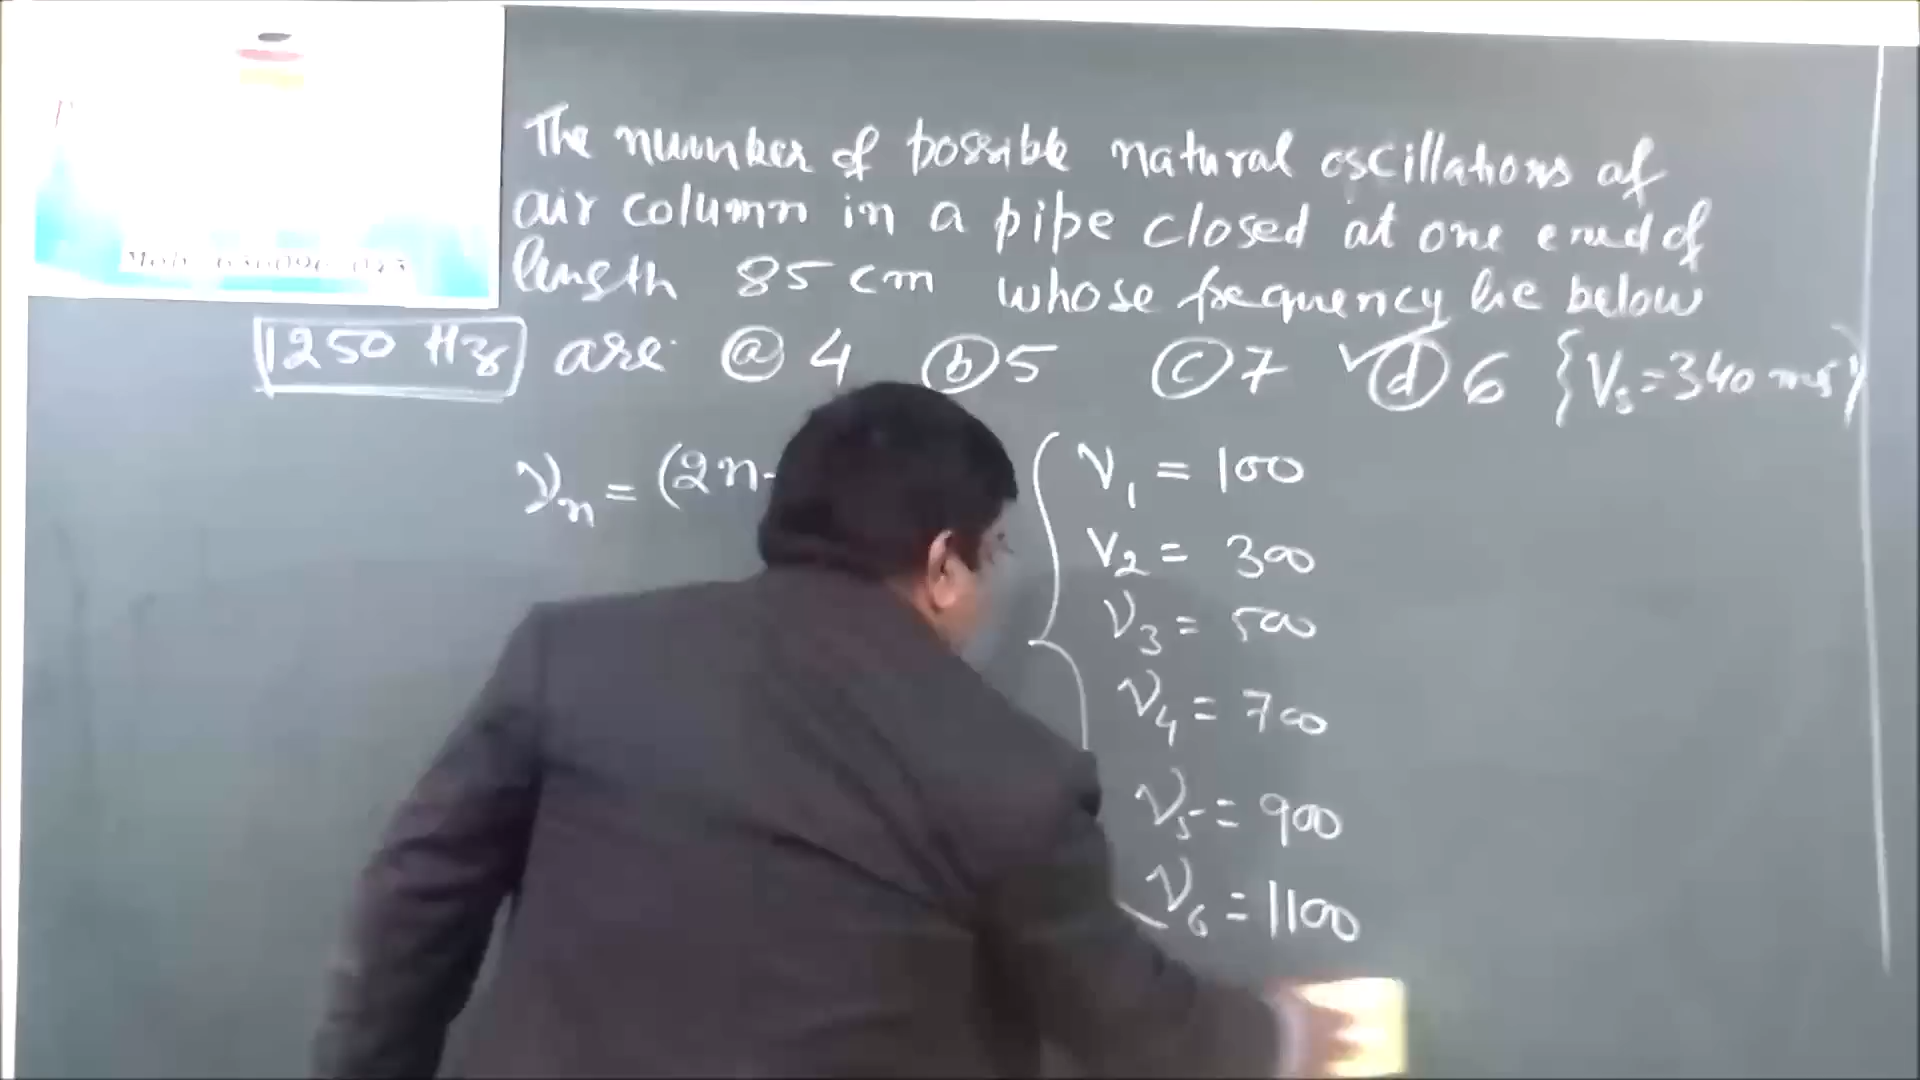 The number of possible natural oscillations of
air column in a pipe closed at one end of
length 85 cm whose frequency lie below
1250 Hz are (a) 4 (b) 5 (c) 7 ✓(d) 6 {Vs = 340 ms⁻¹}
νn = (2n-
ν1 = 100
ν2 = 300
ν3 = 500
ν4 = 700
ν5 = 900
ν6 = 1100